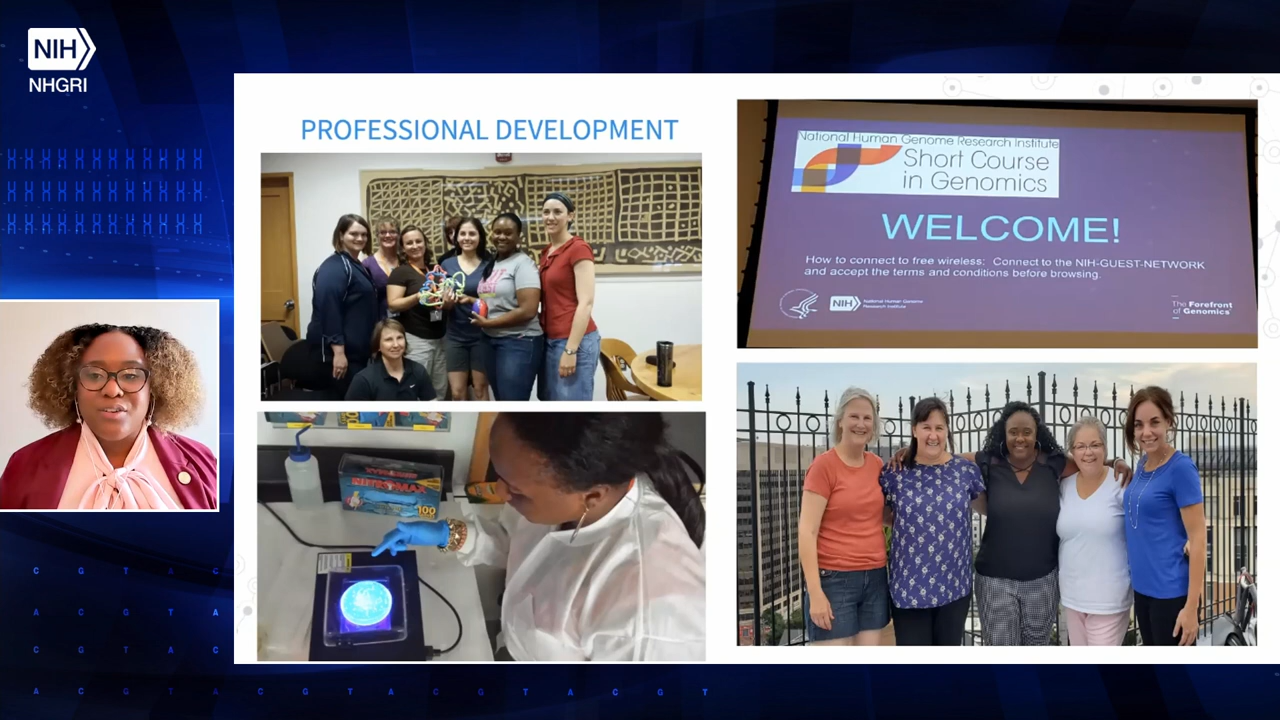 NIH
NHGRI
PROFESSIONAL DEVELOPMENT
National Human Genome Research Institute
Short Course
in Genomics
WELCOME!
How to connect to free wireless: Connect to the NIH-GUEST-NETWORK
and accept the terms and conditions before browsing.
NIH
National Human Genome
Research Institute
The Forefront
of Genomics
NITRO-MAX
100
C G T A C
A C G T A
C G T A C
A C G T A C G T A C G T A C G T